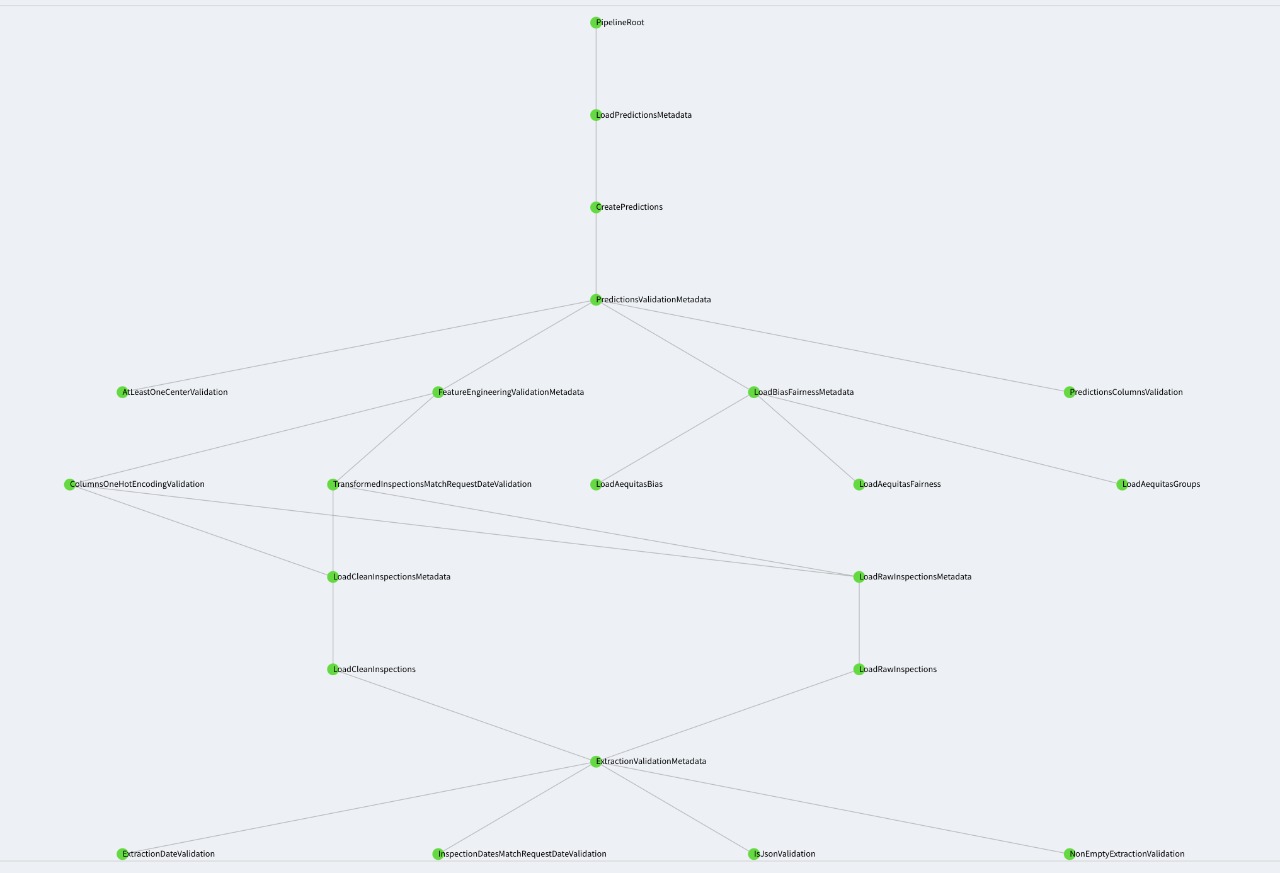 PipelineRoot
LoadPredictionsMetadata
CreatePredictions
PredictionsValidationMetadata
AtLeastOneCenterValidation
FeatureEngineeringValidationMetadata
LoadBiasFairnessMetadata
PredictionsColumnsValidation
ColumnsOneHotEncodingValidation
TransformedInspectionsMatchRequestDateValidation
LoadAequitasBias
LoadAequitasFairness
LoadAequitasGroups
LoadCleanInspectionsMetadata
LoadRawInspectionsMetadata
LoadCleanInspections
LoadRawInspections
ExtractionValidationMetadata
ExtractionDateValidation
InspectionDatesMatchRequestDateValidation
IsJsonValidation
NonEmptyExtractionValidation